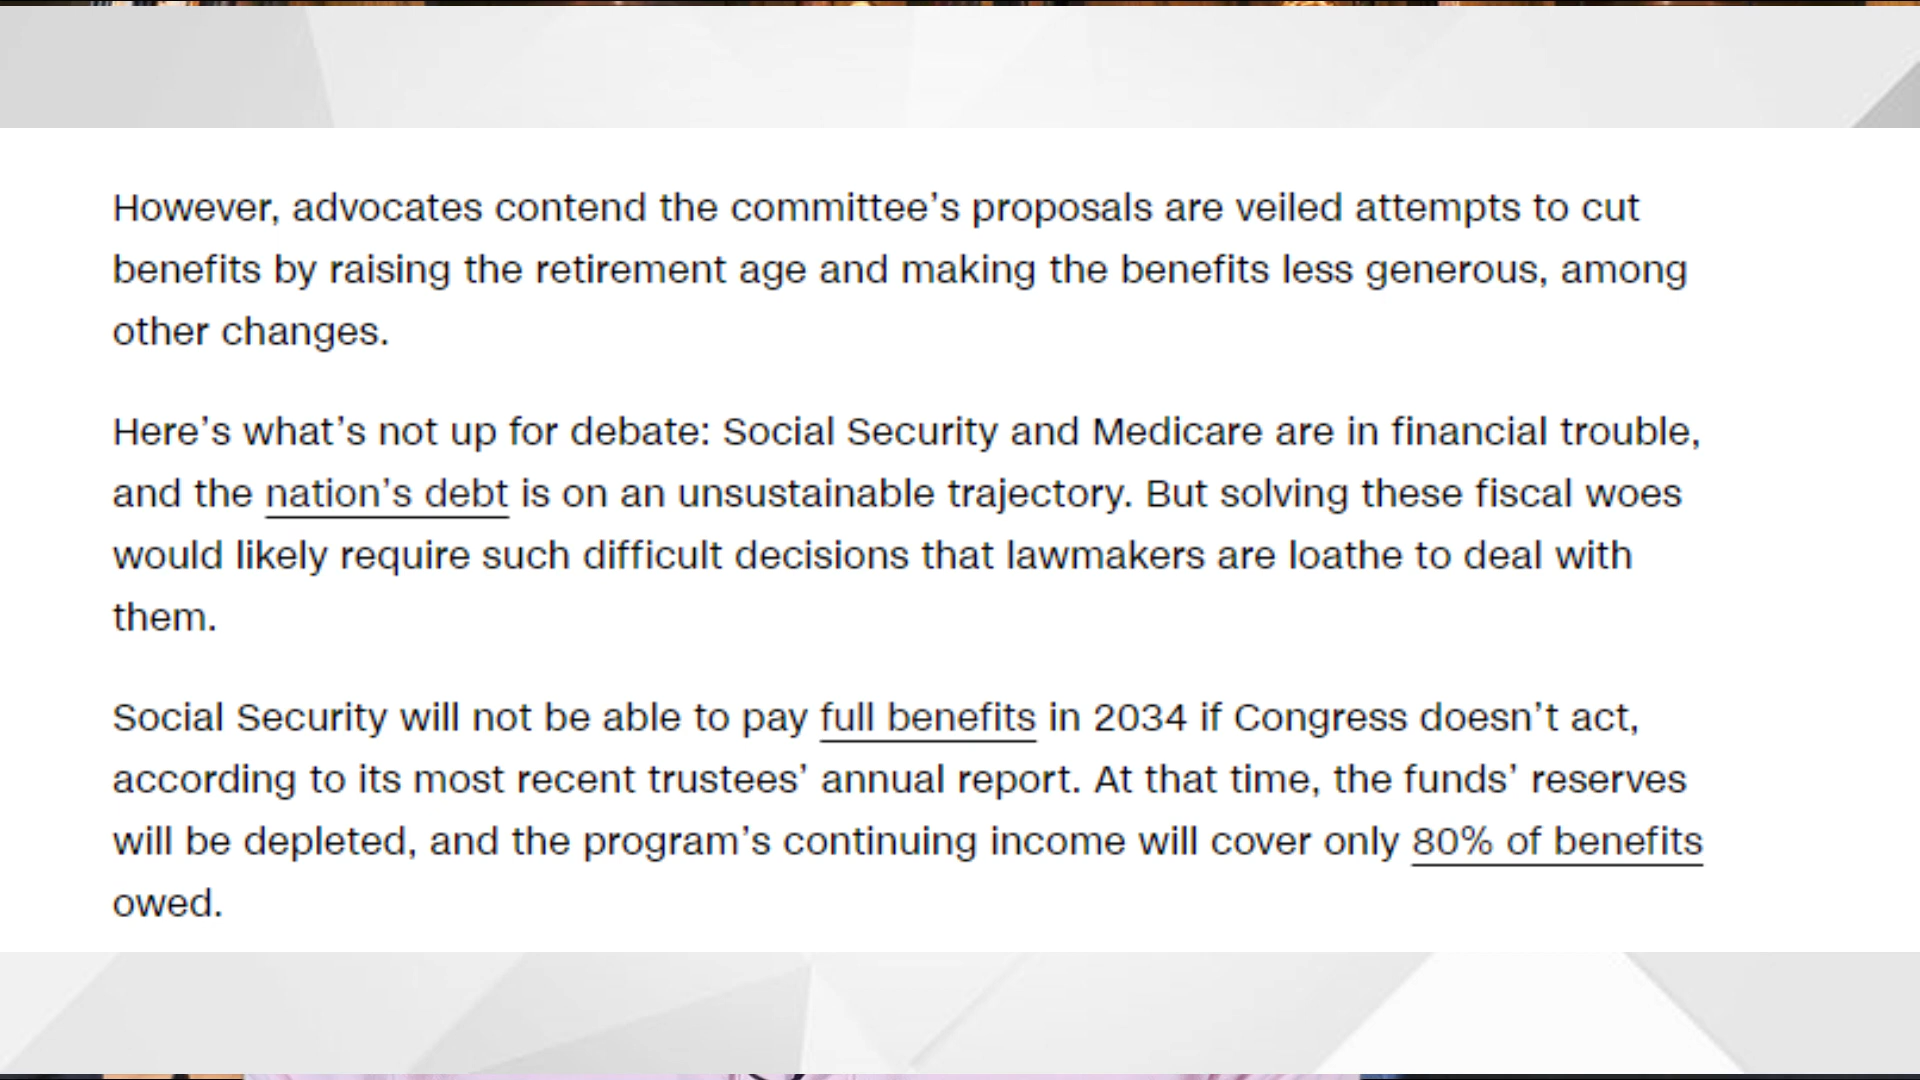 However, advocates contend the committee’s proposals are veiled attempts to cut
benefits by raising the retirement age and making the benefits less generous, among
other changes.
Here’s what’s not up for debate: Social Security and Medicare are in financial trouble,
and the nation’s debt is on an unsustainable trajectory. But solving these fiscal woes
would likely require such difficult decisions that lawmakers are loathe to deal with
them.
Social Security will not be able to pay full benefits in 2034 if Congress doesn’t act,
according to its most recent trustees’ annual report. At that time, the funds’ reserves
will be depleted, and the program’s continuing income will cover only 80% of benefits
owed.